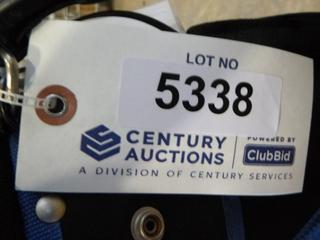 LOT NO
5338
CENTURY
AUCTIONS
POWERED BY
ClubBid
A DIVISION OF CENTURY SERVICES